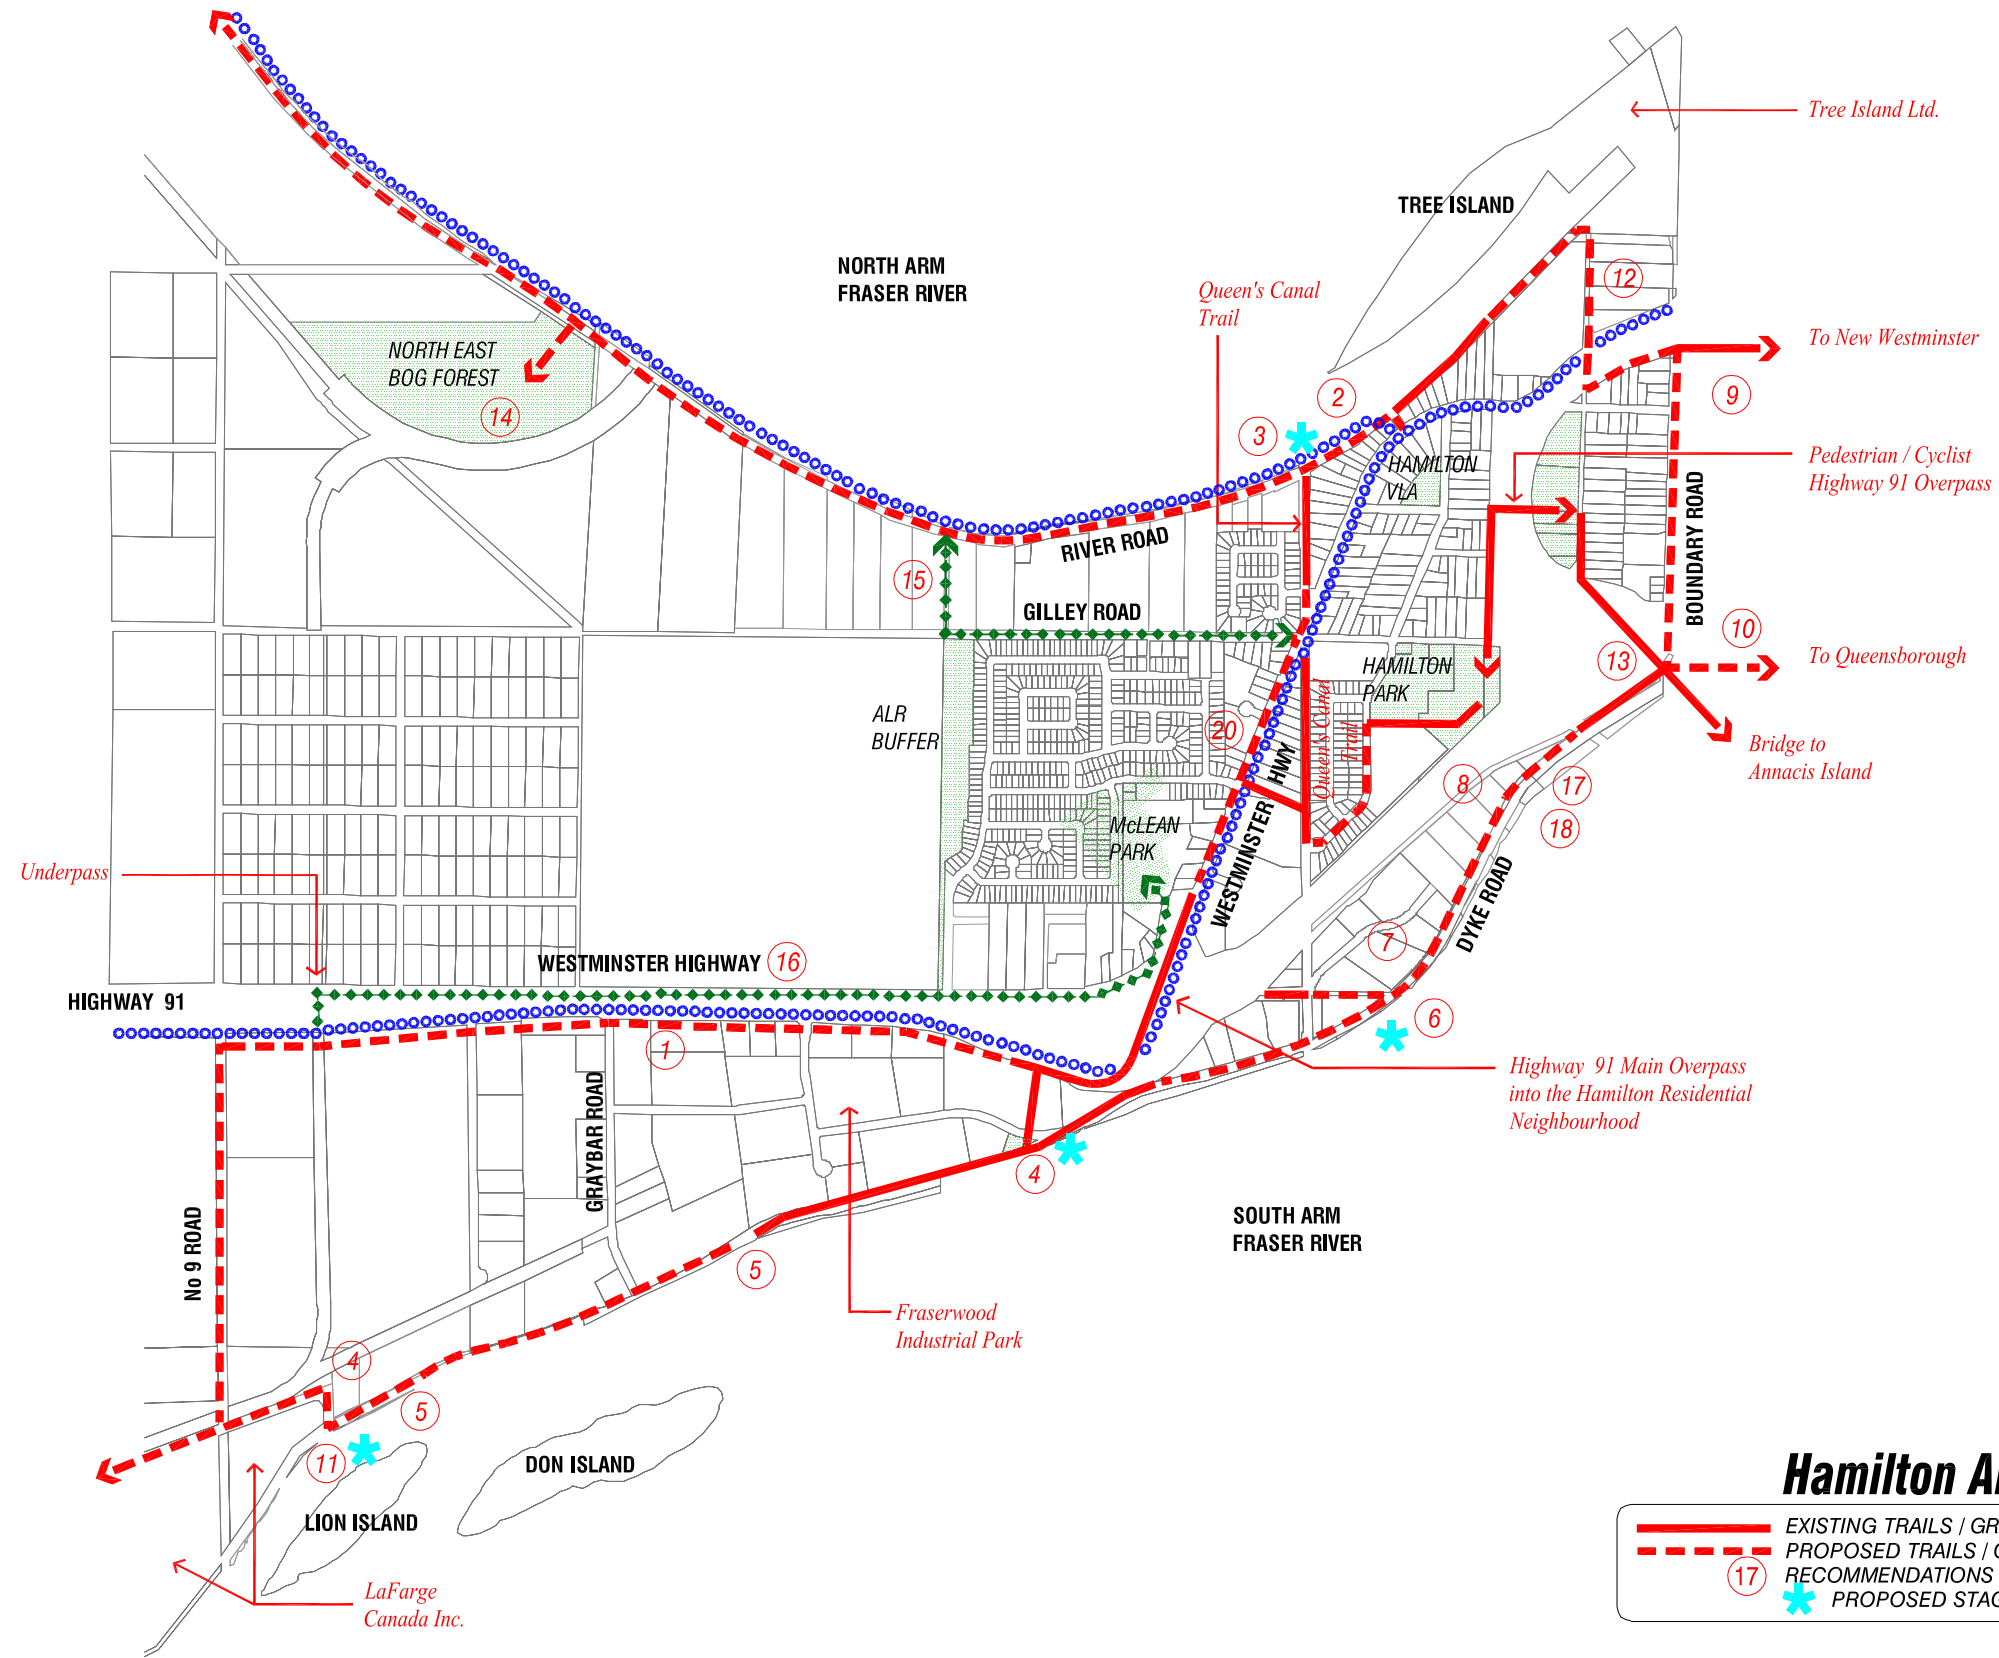 Tree Island Ltd.
TREE ISLAND
NORTH ARM
FRASER RIVER
Queen's Canal
Trail
12
To New Westminster
NORTH EAST
BOG FOREST
14
2
9
3
HAMILTON
VLA
Pedestrian / Cyclist
Highway 91 Overpass
RIVER ROAD
BOUNDARY ROAD
15
GILLEY ROAD
10
To Queensborough
13
HAMILTON
PARK
ALR
BUFFER
20
Queen's Canal
Trail
Bridge to
Annacis Island
8
17
18
McLEAN
PARK
WESTMINSTER HWY
Underpass
DYKE ROAD
7
WESTMINSTER HIGHWAY
16
HIGHWAY 91
6
1
Highway 91 Main Overpass
into the Hamilton Residential
Neighbourhood
GRAYBAR ROAD
4
No 9 ROAD
SOUTH ARM
FRASER RIVER
5
Fraserwood
Industrial Park
4
5
11
DON ISLAND
LION ISLAND
LaFarge
Canada Inc.
Hamilton A
EXISTING TRAILS / GR
PROPOSED TRAILS / G
17
RECOMMENDATIONS
PROPOSED STAG